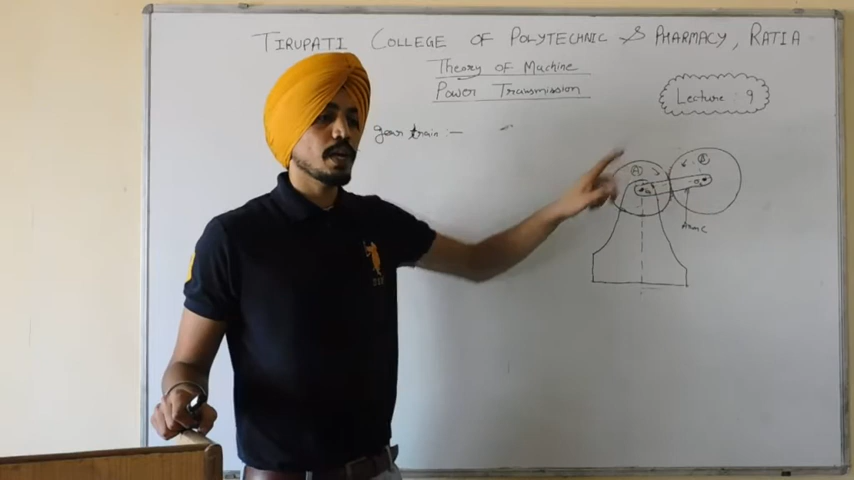 TIRUPATI COLLEGE OF POLYTECHNIC & PHARMACY, RATIA
Theory OF MACHINE
POWER TRANSMISSION
Lecture : 9
gear train :-
A
B
Arm C